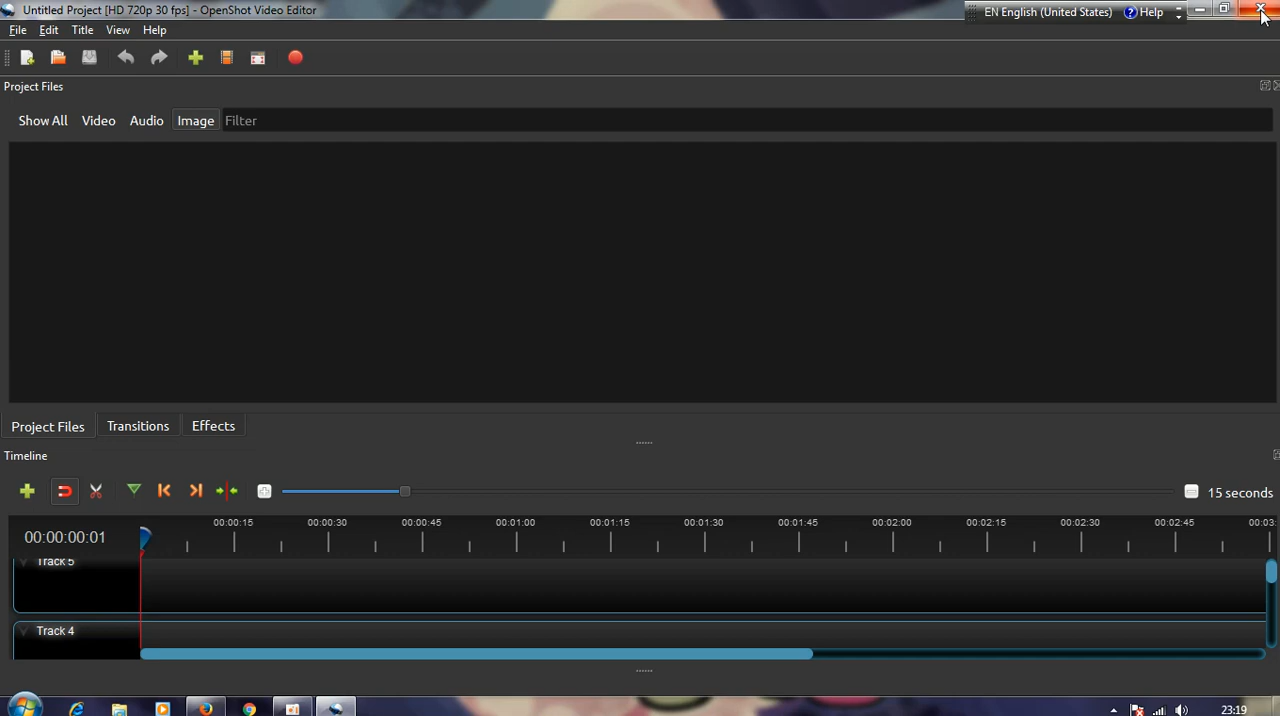 Untitled Project [HD 720p 30 fps] - OpenShot Video Editor
EN English (United States) Help
File Edit Title View Help
Project Files
Show All Video Audio Image Filter
Project Files Transitions Effects
Timeline
15 seconds
00:00:00:01
00:00:15 00:00:30 00:00:45 00:01:00 00:01:15 00:01:30 00:01:45 00:02:00 00:02:15 00:02:30 00:02:45 00:03:
Track 5
Track 4
23:19